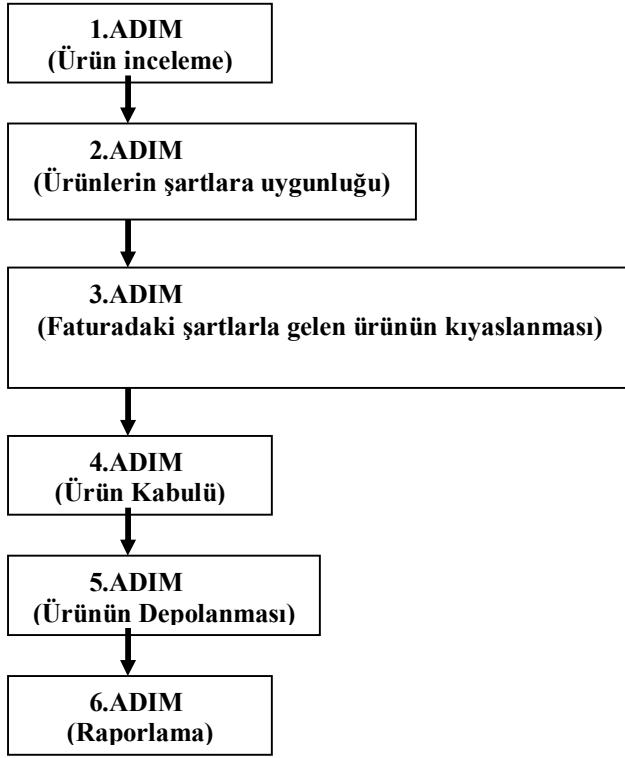 1.ADIM
(Ürün inceleme)
2.ADIM
(Ürünlerin şartlara uygunluğu)
3.ADIM
(Faturadaki şartlarla gelen ürünün kıyaslanması)
4.ADIM
(Ürün Kabulü)
5.ADIM
(Ürünün Depolanması)
6.ADIM
(Raporlama)